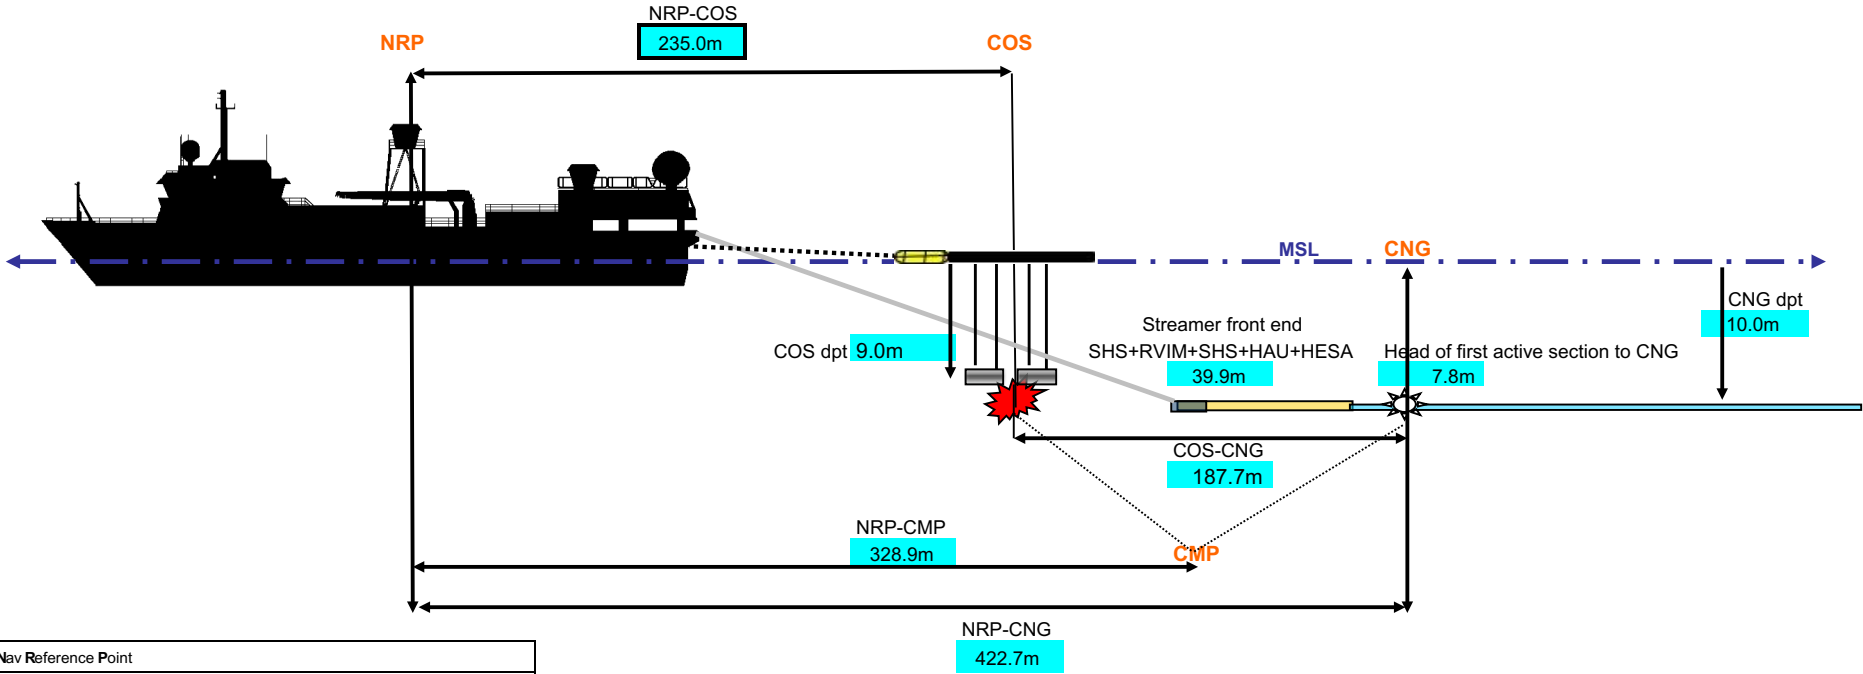 NRP-COS
NRP
235.0m
COS
MSL
CNG
CNG dpt
10.0m
Streamer front end
COS dpt 9.0m
SHS+RVIM+SHS+HAU+HESA
Head of first active section to CNG
39.9m
7.8m
COS-CNG
187.7m
NRP-CMP
328.9m
CMP
NRP-CNG
422.7m
Nav Reference Point